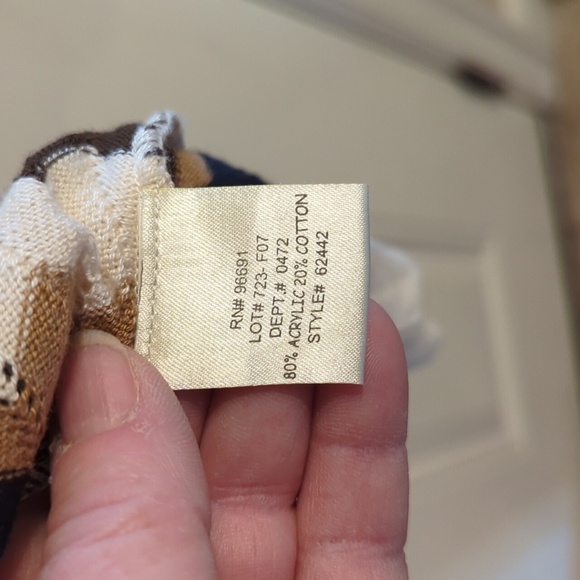 RN# 96691
LOT# 723- F07
DEPT.# 0472
80% ACRYLIC 20% COTTON
STYLE# 62442